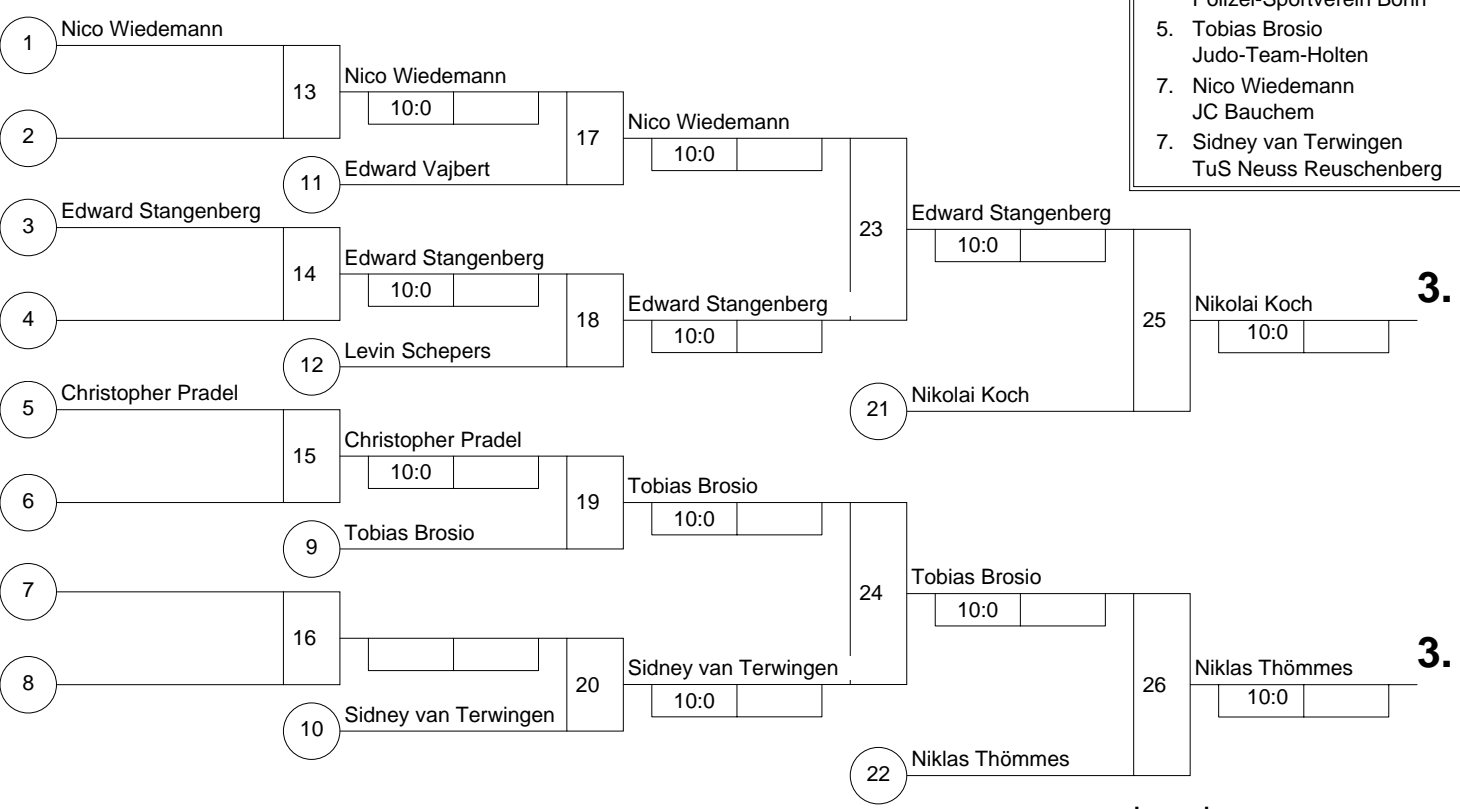 Polizei-Sportverein Bonn
5. Tobias Brosio
Judo-Team-Holten
7. Nico Wiedemann
JC Bauchem
7. Sidney van Terwingen
TuS Neuss Reuschenberg
1 Nico Wiedemann
2
13
Nico Wiedemann
10:0
11 Edward Vajbert
17
Nico Wiedemann
10:0
3 Edward Stangenberg
4
14
Edward Stangenberg
10:0
12 Levin Schepers
18
Edward Stangenberg
10:0
23
Edward Stangenberg
10:0
21 Nikolai Koch
25
Nikolai Koch
10:0
3.
5 Christopher Pradel
6
15
Christopher Pradel
10:0
9 Tobias Brosio
19
Tobias Brosio
10:0
7
8
16
10 Sidney van Terwingen
20
Sidney van Terwingen
10:0
24
Tobias Brosio
10:0
22 Niklas Thömmes
26
Niklas Thömmes
10:0
3.